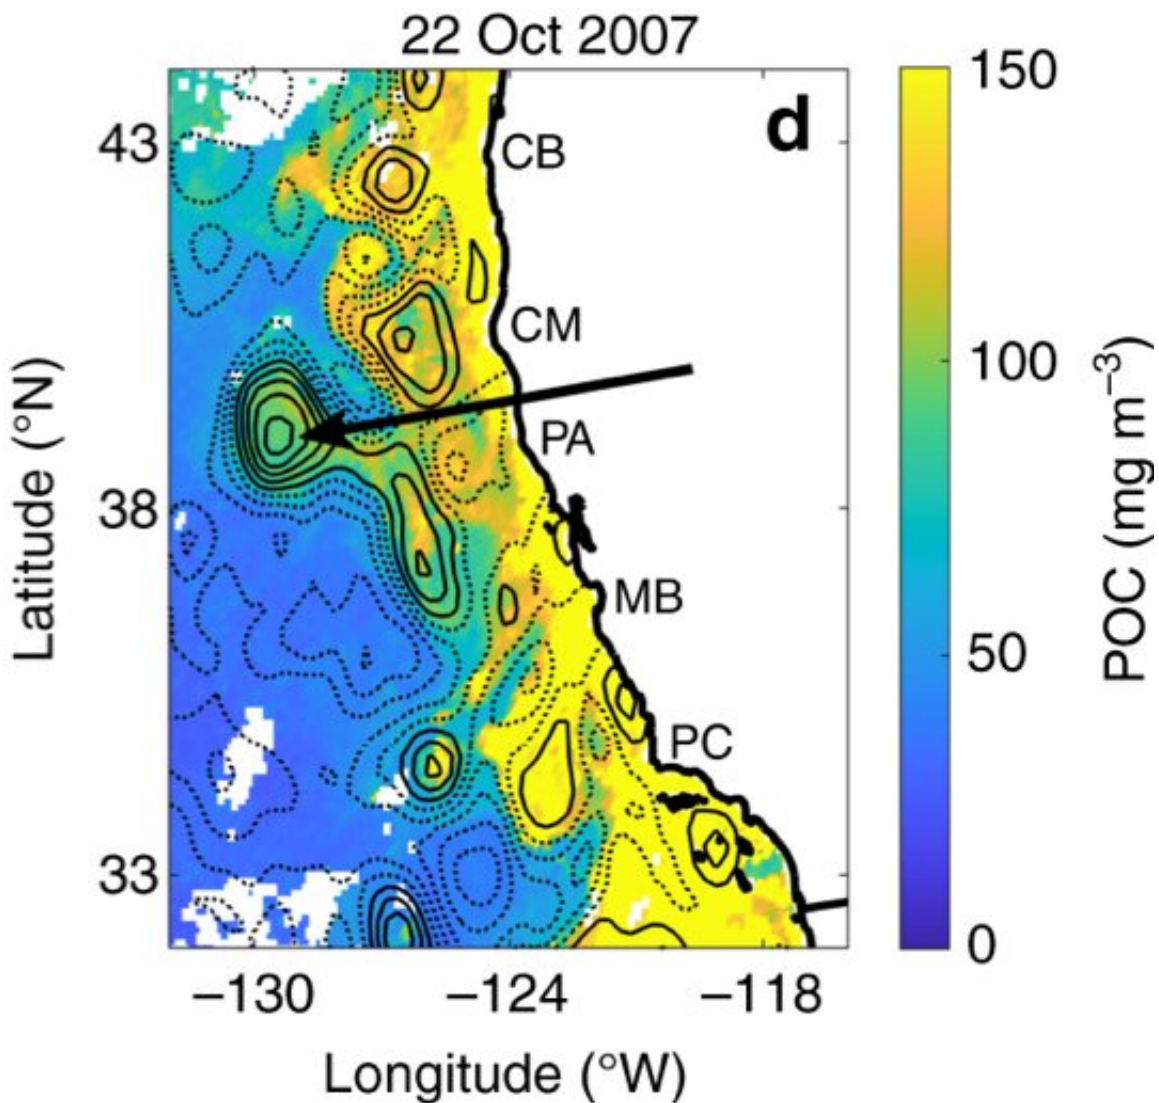 22 Oct 2007
d
43
38
33
CB
CM
PA
MB
PC
−130
−124
−118
Latitude (°N)
Longitude (°W)
150
100
50
0
POC (mg m⁻³)